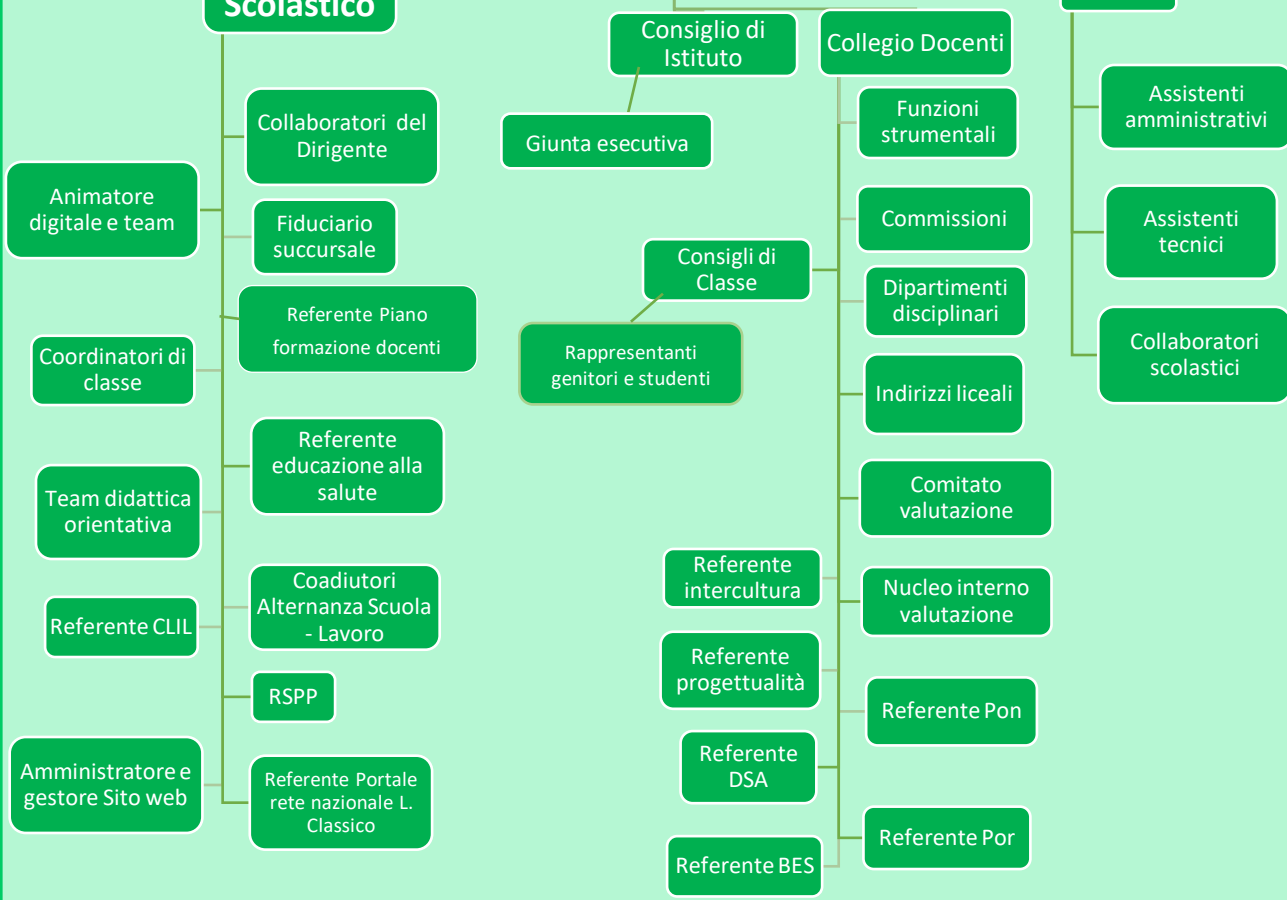 Scolastico
Collaboratori del
Dirigente
Animatore
digitale e team
Fiduciario
succursale
Referente Piano
formazione docenti
Coordinatori di
classe
Referente
educazione alla
salute
Team didattica
orientativa
Coadiutori
Alternanza Scuola
- Lavoro
Referente CLIL
RSPP
Amministratore e
gestore Sito web
Referente Portale
rete nazionale L.
Classico
Consiglio di
Istituto
Giunta esecutiva
Collegio Docenti
Funzioni
strumentali
Commissioni
Consigli di
Classe
Rappresentanti
genitori e studenti
Dipartimenti
disciplinari
Indirizzi liceali
Comitato
valutazione
Referente
intercultura
Nucleo interno
valutazione
Referente
progettualità
Referente Pon
Referente
DSA
Referente Por
Referente BES
Assistenti
amministrativi
Assistenti
tecnici
Collaboratori
scolastici